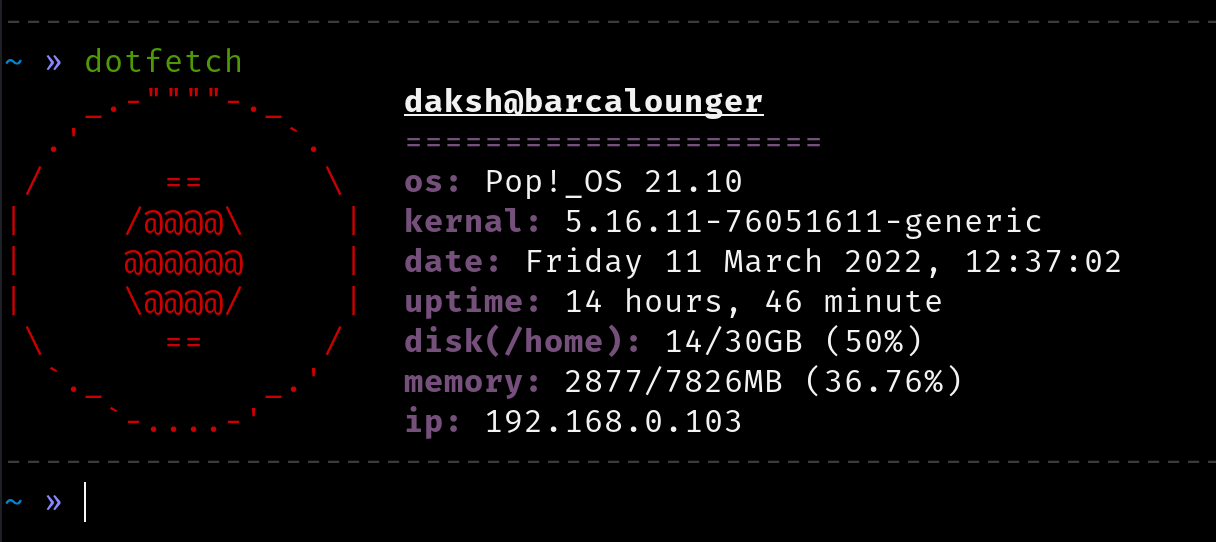 ~ » dotfetch
daksh@barcalounger
=====================
os: Pop!_OS 21.10
kernal: 5.16.11-76051611-generic
date: Friday 11 March 2022, 12:37:02
uptime: 14 hours, 46 minute
disk(/home): 14/30GB (50%)
memory: 2877/7826MB (36.76%)
ip: 192.168.0.103
~ »